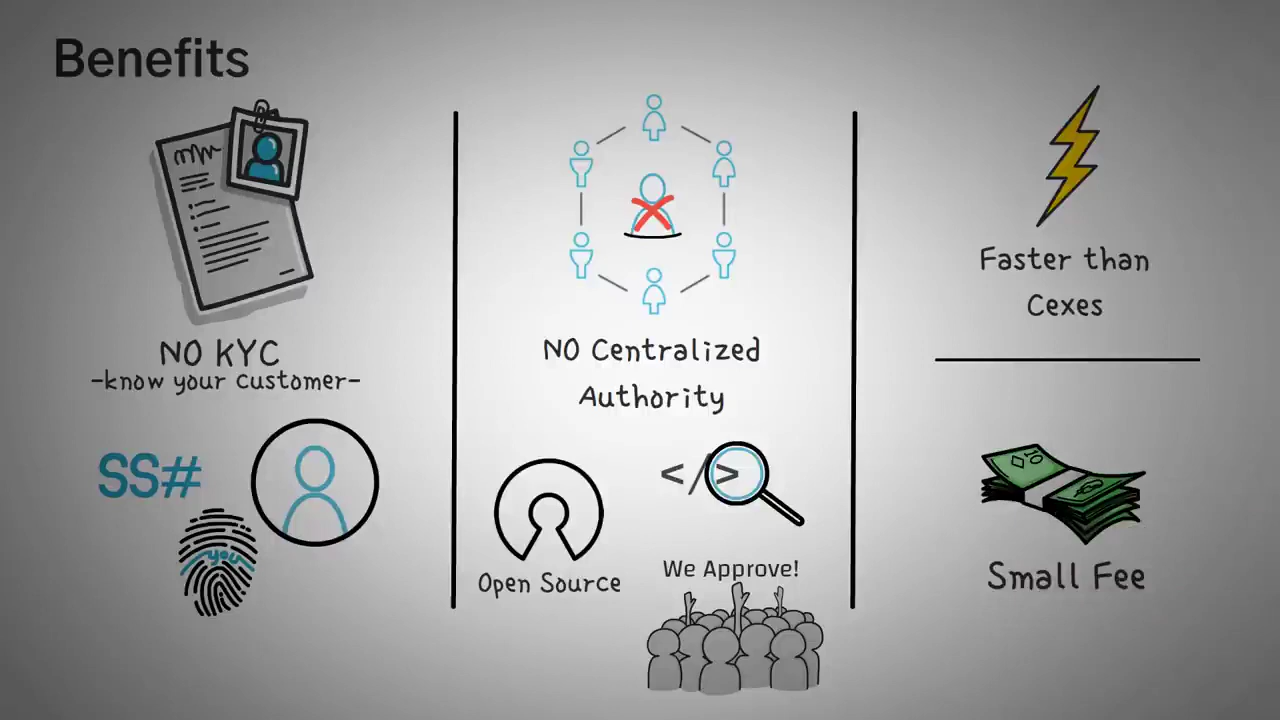 Benefits
NO KYC
-know your customer-
SS#
you
NO Centralized
Authority
</>
Open Source
We Approve!
Faster than
Cexes
Small Fee